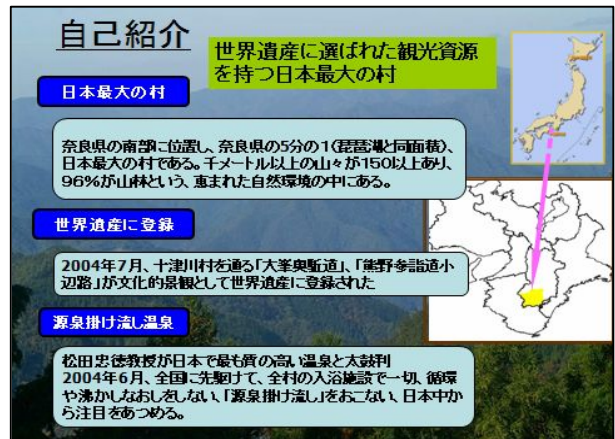 自己紹介
世界遺産に選ばれた観光資源
を持つ日本最大の村
日本最大の村
奈良県の南部に位置し、奈良県の5分の1(琵琶湖と同面積)、
日本最大の村である。千メートル以上の山々が150以上あり、
96%が山林という、恵まれた自然環境の中にある。
世界遺産に登録
2004年7月、十津川村を通る「大峯奥駈道」、「熊野参詣道小
辺路」が文化的景観として世界遺産に登録された
源泉掛け流し温泉
松田忠徳教授が日本で最も質の高い温泉と太鼓判
2004年6月、全国に先駆けて、全村の入浴施設で一切、循環
や沸かしなおしをしない、「源泉掛け流し」をおこない、日本中か
ら注目をあつめる。